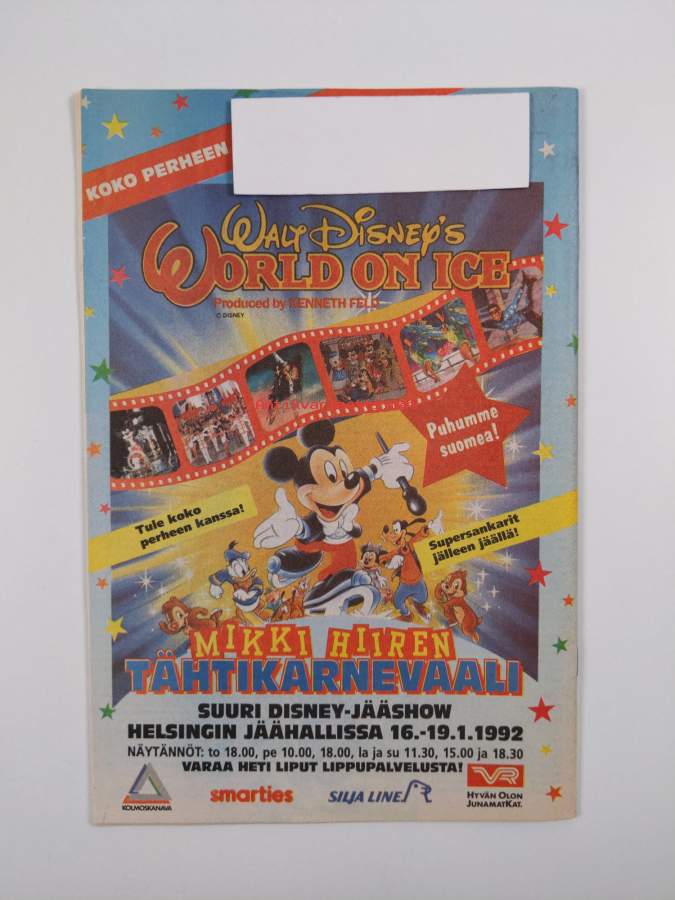 KOKO PERHEEN
WALT DISNEY'S
WORLD ON ICE
Produced by KENNETH FELD
© DISNEY
Puhumme
suomea!
Tule koko
perheen kanssa!
Supersankarit
jälleen jäällä!
MIKKI HIIREN
TÄHTIKARNEVAALI
SUURI DISNEY-JÄÄSHOW
HELSINGIN JÄÄHALLISSA 16.-19.1.1992
NÄYTÄNNÖT: to 18.00, pe 10.00, 18.00, la ja su 11.30, 15.00 ja 18.30
VARAA HETI LIPUT LIPPUPALVELUSTA!
KOLMOSKANAVA
smarties
SILJA LINE
VR
HYVÄN OLON
JUNAMATKAT.